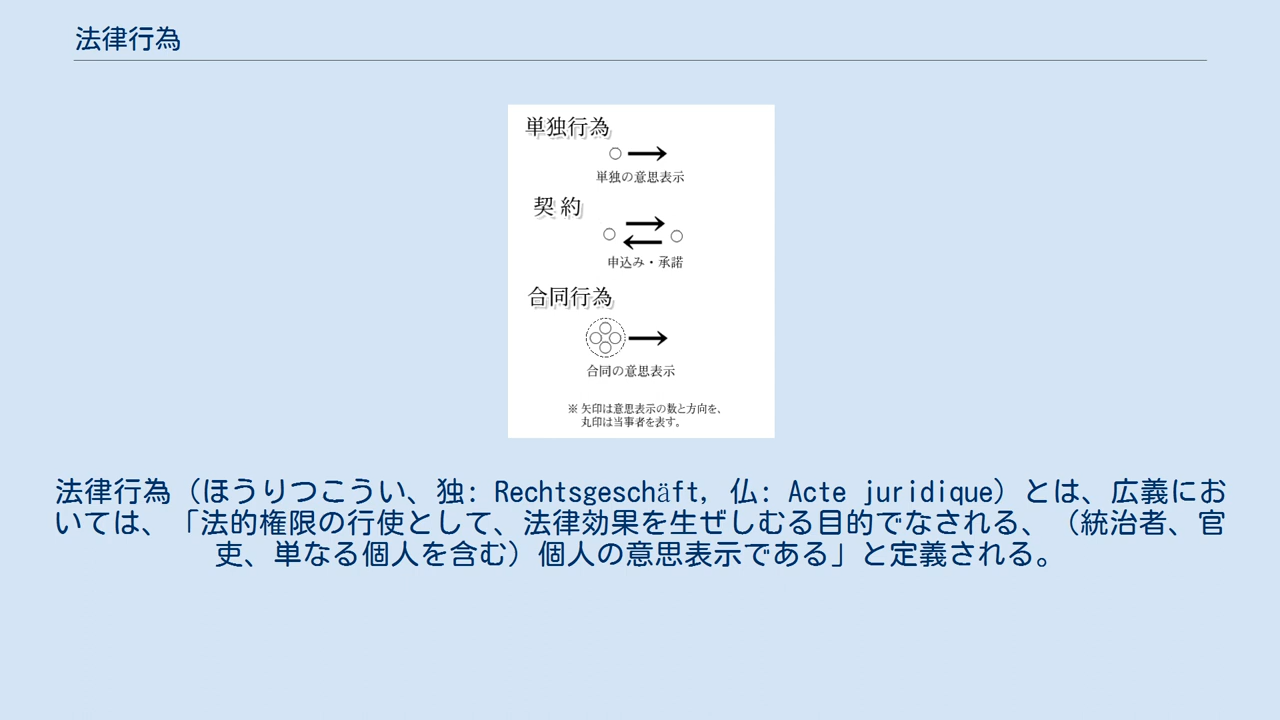 法律行為
単独行為
単独の意思表示
契 約
申込み・承諾
合同行為
合同の意思表示
※ 矢印は意思表示の数と方向を、
丸印は当事者を表す。
法律行為（ほうりつこうい、独: Rechtsgeschäft, 仏: Acte juridique）とは、広義にお
いては、「法的権限の行使として、法律効果を生ぜしむる目的でなされる、（統治者、官
吏、単なる個人を含む）個人の意思表示である」と定義される。